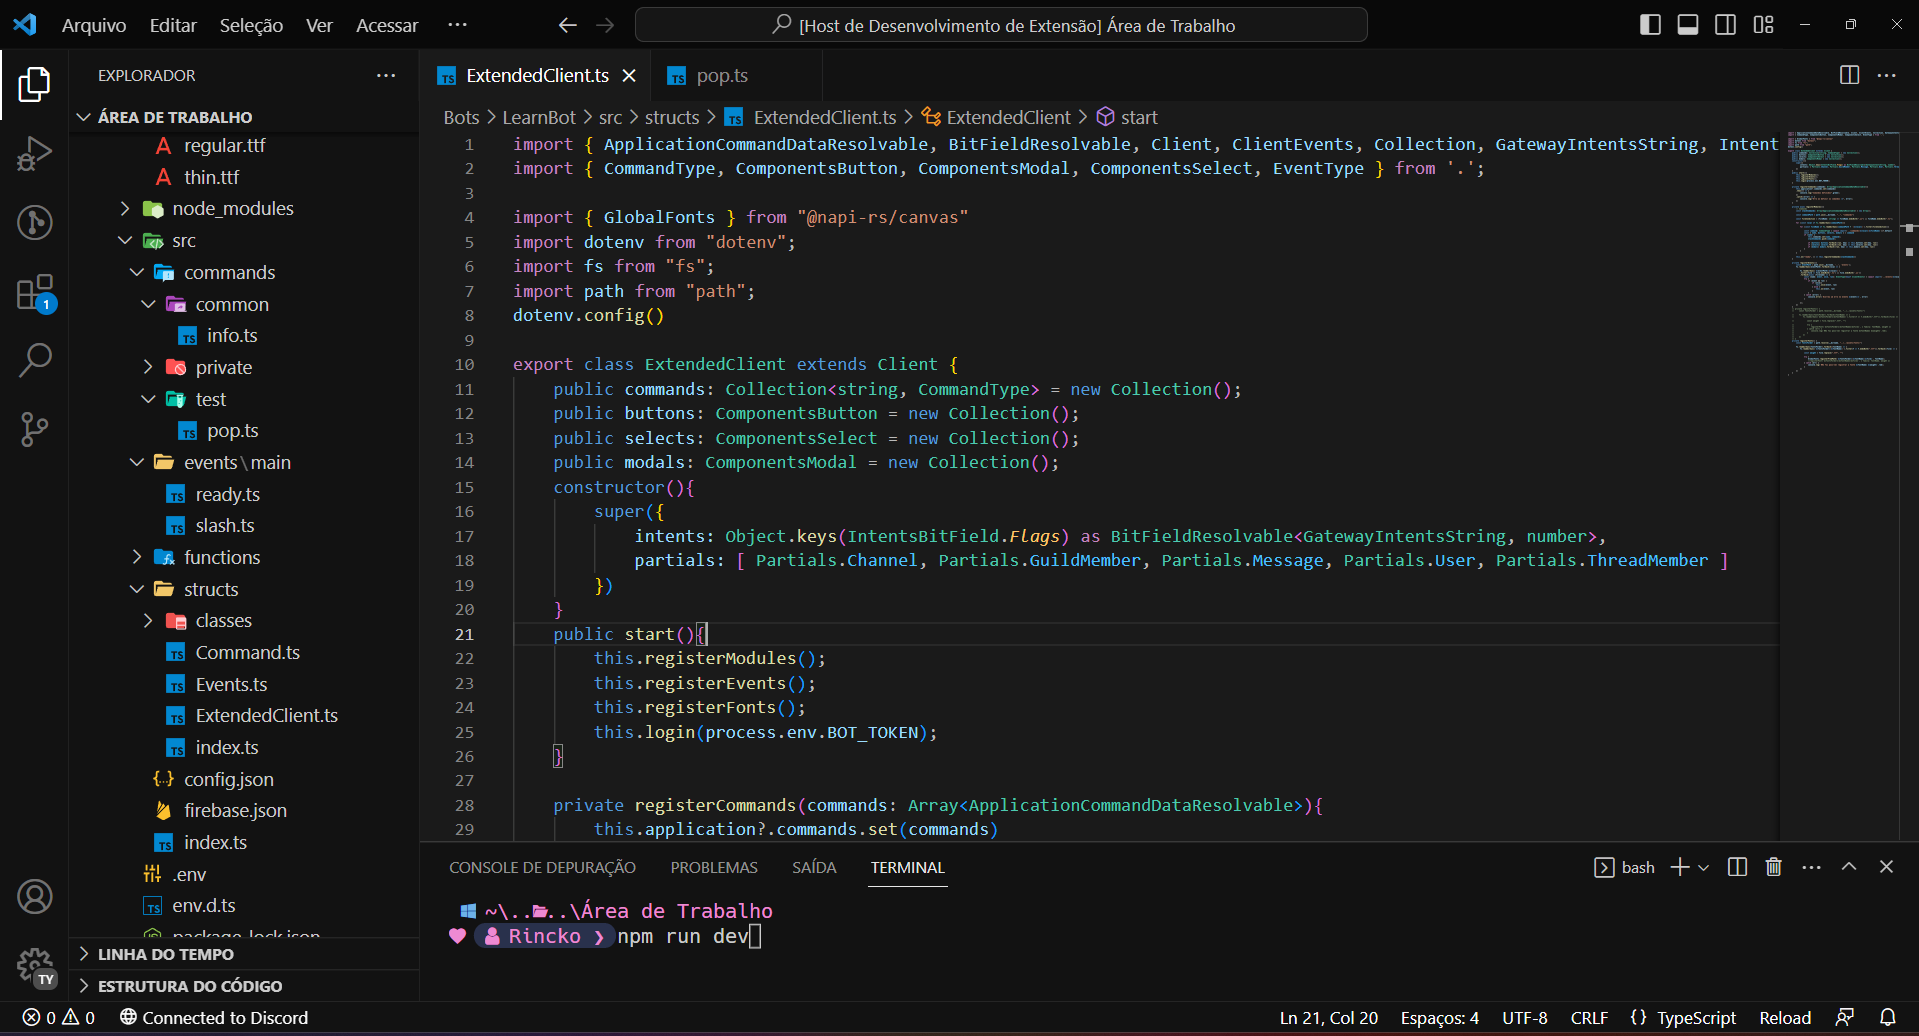 Arquivo Editar Seleção Ver Acessar ···
[Host de Desenvolvimento de Extensão] Área de Trabalho
EXPLORADOR ···
ÁREA DE TRABALHO
regular.ttf
thin.ttf
node_modules
src
commands
common
info.ts
private
test
pop.ts
events\main
ready.ts
slash.ts
functions
structs
classes
Command.ts
Events.ts
ExtendedClient.ts
index.ts
config.json
firebase.json
index.ts
.env
env.d.ts
package-lock.json
LINHA DO TEMPO
ESTRUTURA DO CÓDIGO
1
TY
ExtendedClient.ts pop.ts
Bots > LearnBot > src > structs > ExtendedClient.ts > ExtendedClient > start
1 import { ApplicationCommandDataResolvable, BitFieldResolvable, Client, ClientEvents, Collection, GatewayIntentsString, Intent
2 import { CommandType, ComponentsButton, ComponentsModal, ComponentsSelect, EventType } from '.';
3
4 import { GlobalFonts } from "@napi-rs/canvas"
5 import dotenv from "dotenv";
6 import fs from "fs";
7 import path from "path";
8 dotenv.config()
9
10 export class ExtendedClient extends Client {
11 public commands: Collection<string, CommandType> = new Collection();
12 public buttons: ComponentsButton = new Collection();
13 public selects: ComponentsSelect = new Collection();
14 public modals: ComponentsModal = new Collection();
15 constructor(){
16 super({
17 intents: Object.keys(IntentsBitField.Flags) as BitFieldResolvable<GatewayIntentsString, number>,
18 partials: [ Partials.Channel, Partials.GuildMember, Partials.Message, Partials.User, Partials.ThreadMember ]
19 })
20 }
21 public start(){
22 this.registerModules();
23 this.registerEvents();
24 this.registerFonts();
25 this.login(process.env.BOT_TOKEN);
26 }
27
28 private registerCommands(commands: Array<ApplicationCommandDataResolvable>){
29 this.application?.commands.set(commands)
CONSOLE DE DEPURAÇÃO PROBLEMAS SAÍDA TERMINAL bash
~\..\..\Área de Trabalho
Rincko ❯ npm run dev
0 0 Connected to Discord Ln 21, Col 20 Espaços: 4 UTF-8 CRLF {} TypeScript Reload